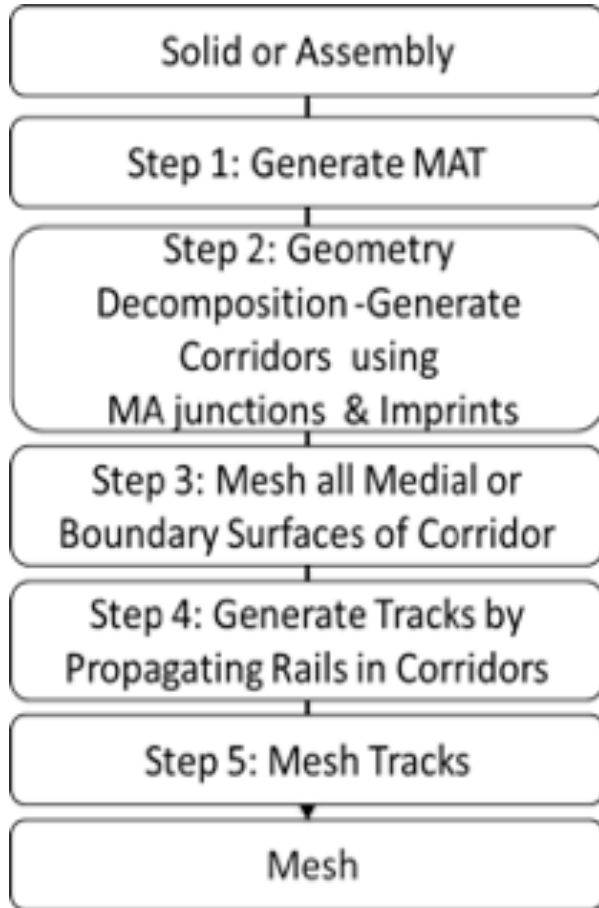 Solid or Assembly
Step 1: Generate MAT
Step 2: Geometry
Decomposition -Generate
Corridors using
MA junctions & Imprints
Step 3: Mesh all Medial or
Boundary Surfaces of Corridor
Step 4: Generate Tracks by
Propagating Rails in Corridors
Step 5: Mesh Tracks
Mesh